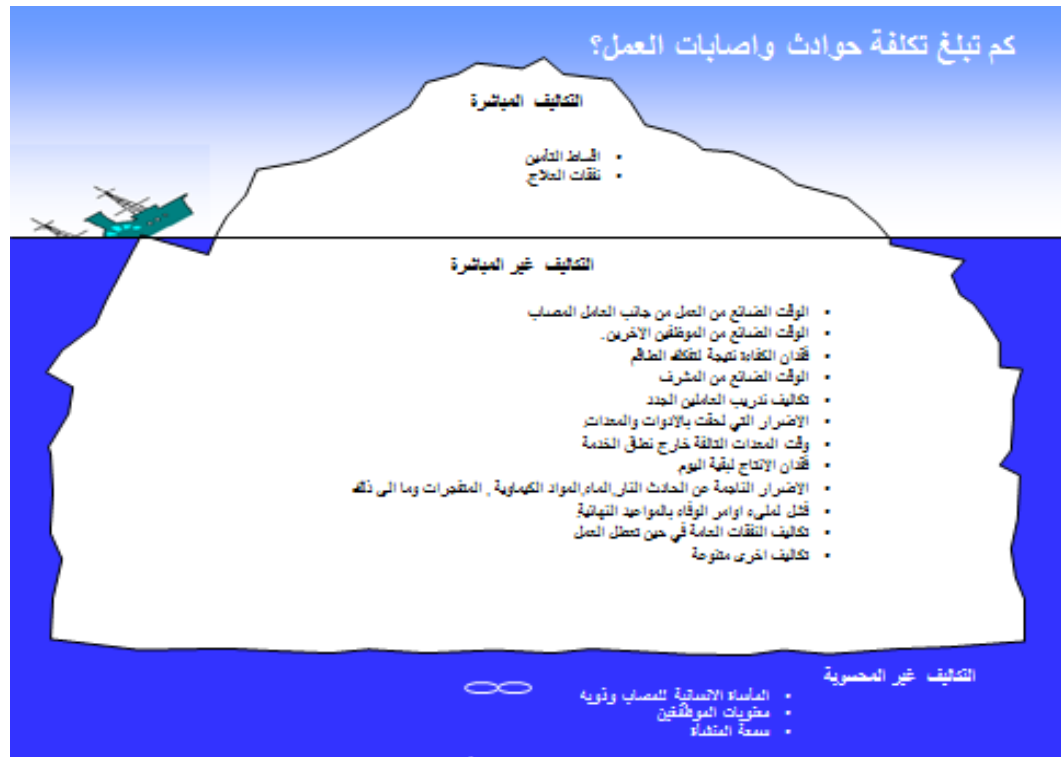 كم تبلغ تكلفة حوادث واصابات العمل؟
التكاليف المباشرة
• اقساط التأمين
• نفقات العلاج.
التكاليف غير المباشرة
• الوقت الضائع من العمل من جانب العامل المصاب
• الوقت الضائع من الموظفين الاخرين.
• فقدان الكفاءة نتيجة لتفكك الطاقم
• الوقت الضائع من المشرف
• تكاليف تدريب العاملين الجدد
• الاضرار التي لحقت بالادوات والمعدات.
• وقت المعدات التالفة خارج نطاق الخدمة
• فقدان الانتاج لبقية اليوم
• الاضرار الناجمة عن الحادث النار,الماء,المواد الكيماوية , المتفجرات وما الى ذلك
• فشل لملىء اوامر الوفاء بالمواعيد النهائية
• تكاليف النفقات العامة في حين تعطل العمل
• تكاليف اخرى متنوعة
التكاليف غير المحسوبة
• المأساة الانسانية للمصاب وذويه
• معنويات الموظفين
• سمعة المنشأة